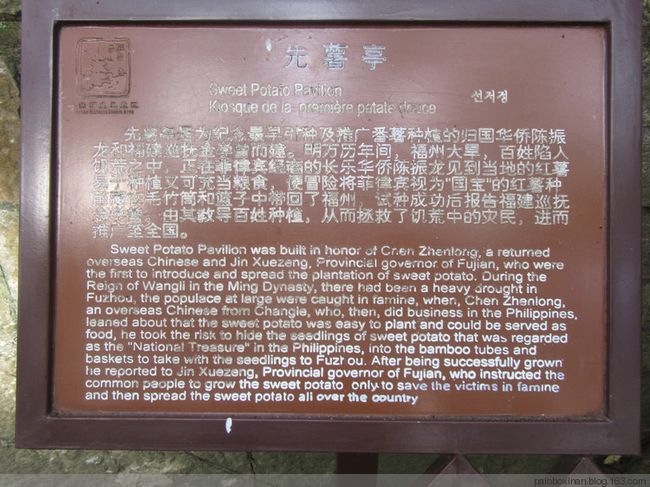 先薯亭
Sweet Potato Pavilion
Kiosque de la première patate douce
선저정
先薯亭是为纪念最早引种及推广番薯种植的归国华侨陈振
龙和福建巡抚金学曾而建。明万历年间，福州大旱，百姓陷入
饥荒之中，正在菲律宾经商的长乐华侨陈振龙见到当地的红薯
种植又可充当粮食，便冒险将菲律宾视为“国宝”的红薯种
毛竹筒和篮子中带回了福州，试种成功后报告福建巡抚
由其教导百姓种植，从而拯救了饥荒中的灾民，进而
推广至全国。
Sweet Potato Pavilion was built in honor of Chen Zhenlong, a returned
overseas Chinese and Jin Xuezeng, Provincial governor of Fujian, who were
the first to introduce and spread the plantation of sweet potato. During the
Reign of Wangli in the Ming Dynasty, there had been a heavy drought in
Fuzhou, the populace at large were caught in famine, when, Chen Zhenlong,
an overseas Chinese from Changle, who, then, did business in the Philippines,
leaned about that the sweet potato was easy to plant and could be served as
food, he took the risk to hide the seedlings of sweet potato that was regarded
as the "National Treasure" in the Philippines, into the bamboo tubes and
baskets to take with the seedlings to Fuzhou. After being successfully grown
he reported to Jin Xuezeng, Provincial governor of Fujian, who instructed the
common people to grow the sweet potato only to save the victims in famine
and then spread the sweet potato all over the country
paioboxinan.blog.163.com